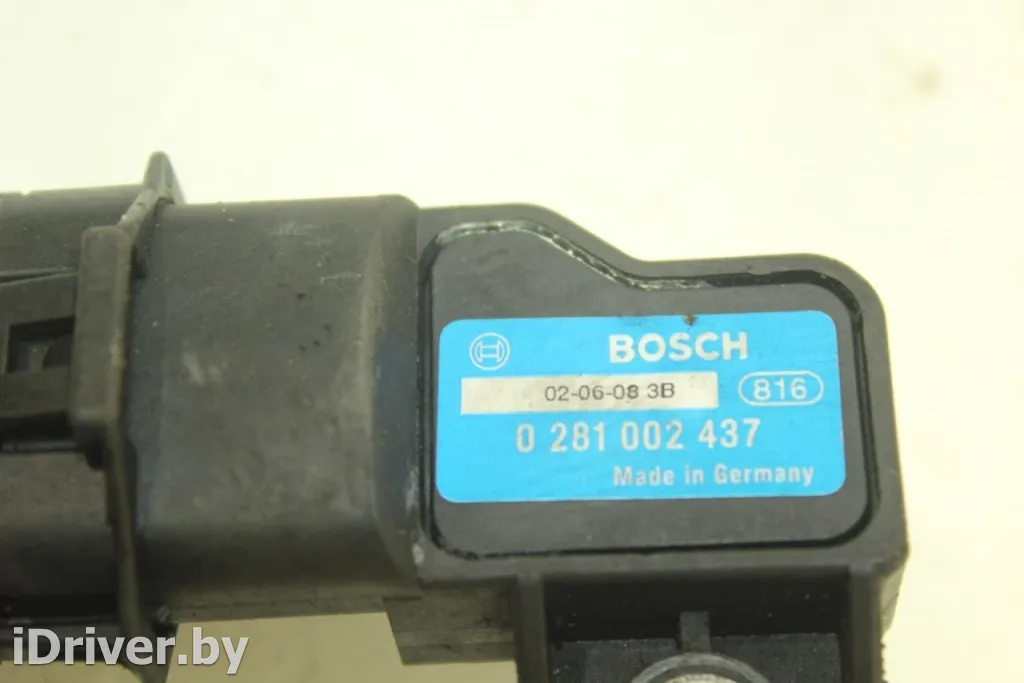 BOSCH
02-06-08 3B
816
0 281 002 437
Made in Germany
iDriver.by